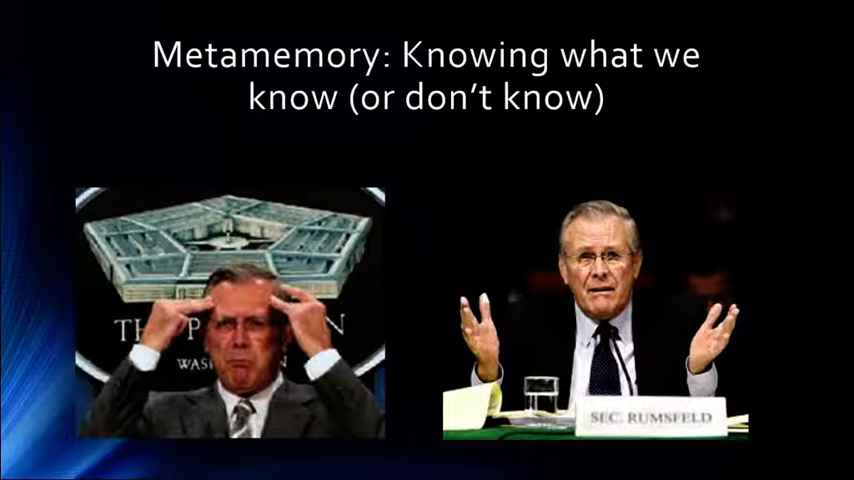 Metamemory: Knowing what we
know (or don't know)
SEC. RUMSFELD